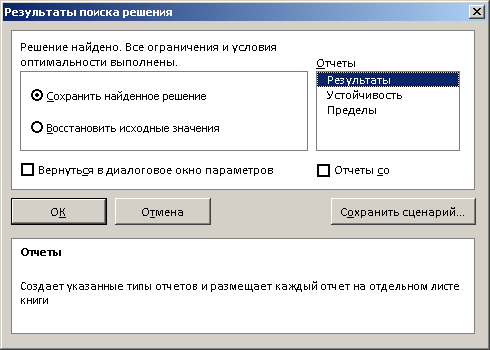 Результаты поиска решения
Решение найдено. Все ограничения и условия
оптимальности выполнены.
Отчеты
Результаты
Устойчивость
Пределы
Сохранить найденное решение
Восстановить исходные значения
Вернуться в диалоговое окно параметров
Отчеты со
ОК
Отмена
Сохранить сценарий...
Отчеты
Создает указанные типы отчетов и размещает каждый отчет на отдельном листе
книги